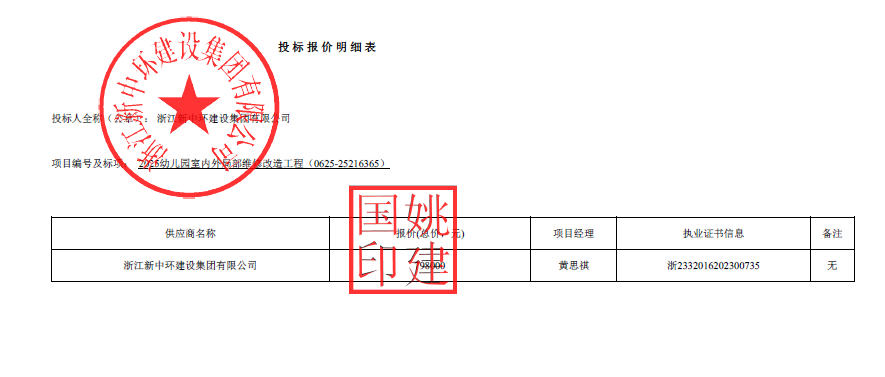 投标报价明细表
浙江新中环建设集团有限公司
投标人全称（公章）： 浙江新中环建设集团有限公司
项目编号及标项： 2025幼儿园室内外局部维修改造工程（0625-25216365）
姚建国印
供应商名称 报价(总价，元) 项目经理 执业证书信息 备注
浙江新中环建设集团有限公司 798000 黄思祺 浙2332016202300735 无